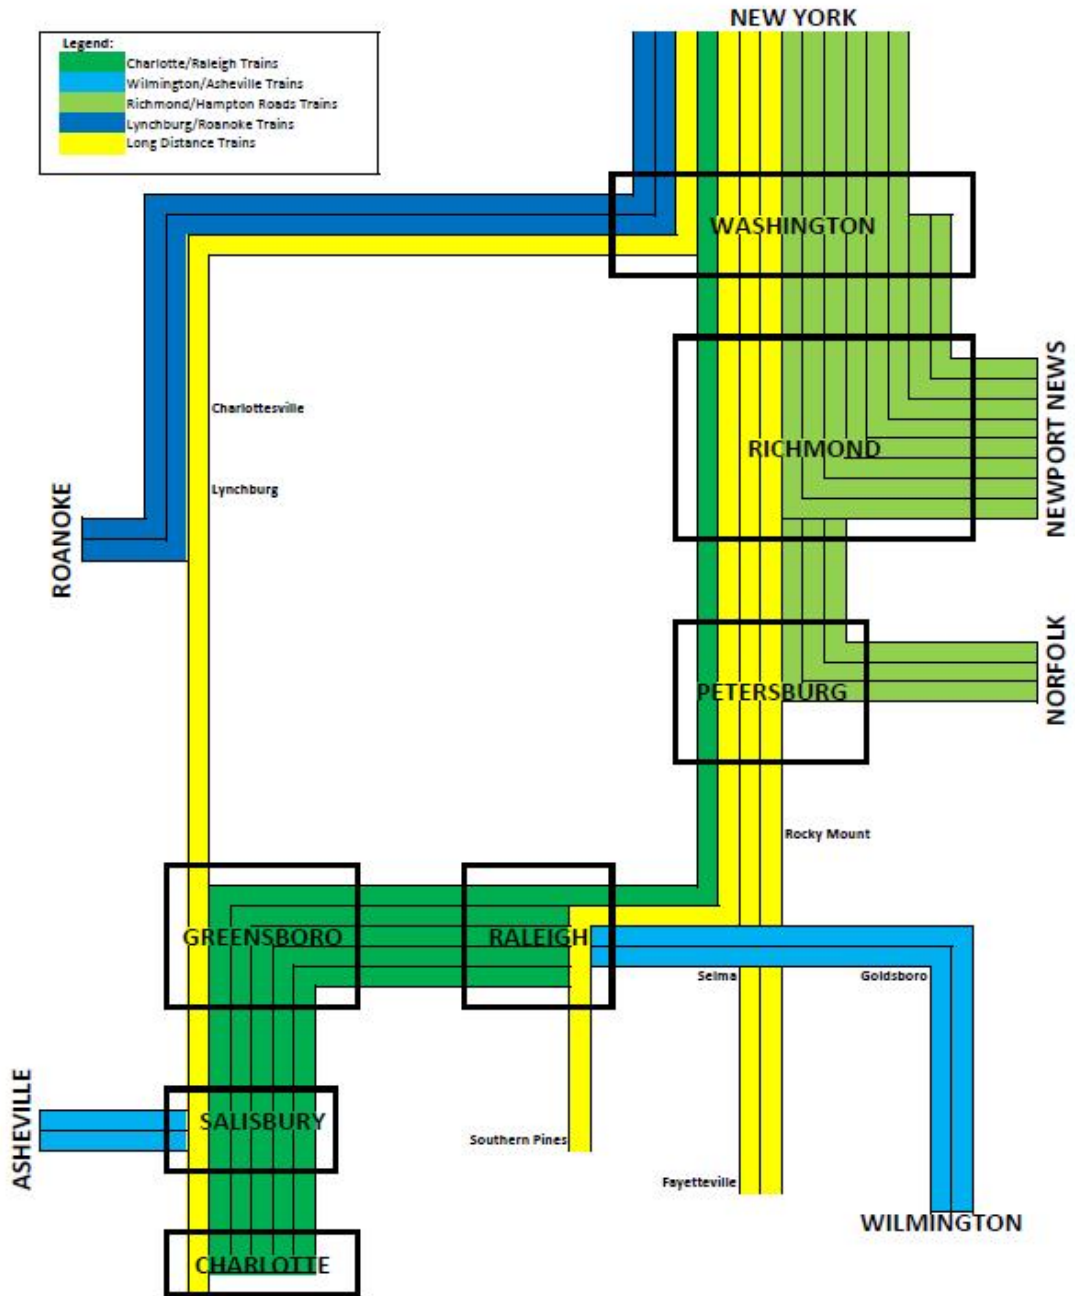 NEW YORK
Legend:
Charlotte/Raleigh Trains
Wilmington/Asheville Trains
Richmond/Hampton Roads Trains
Lynchburg/Roanoke Trains
Long Distance Trains
WASHINGTON
Charlottesville
NEWPORT NEWS
RICHMOND
Lynchburg
ROANOKE
NORFOLK
PETERSBURG
Rocky Mount
GREENSBORO
RALEIGH
Selma
Goldsboro
ASHEVILLE
SALISBURY
Southern Pines
Fayetteville
WILMINGTON
CHARLOTTE